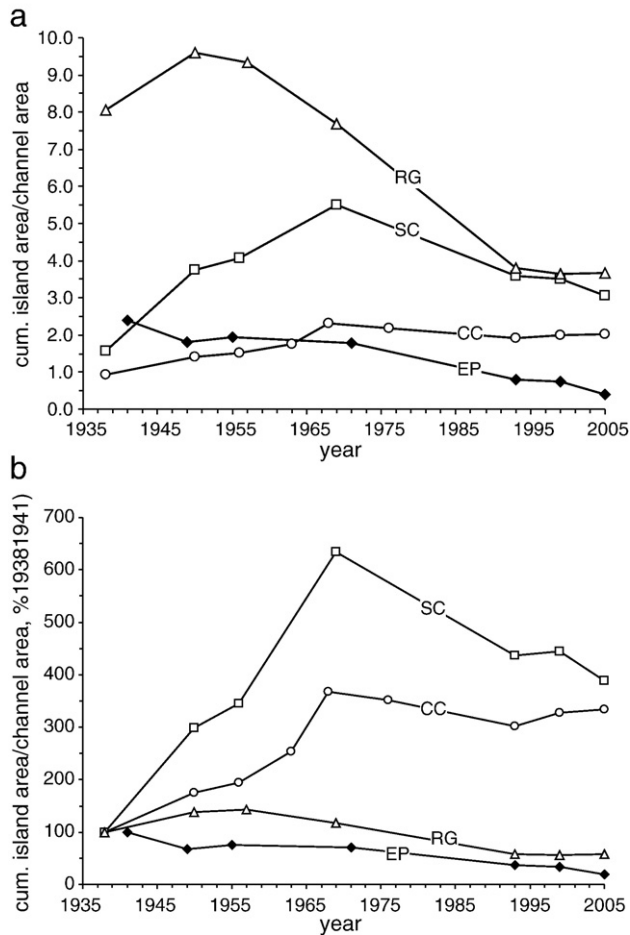 a
cum. island area/channel area
10.0
9.0
8.0
7.0
6.0
5.0
4.0
3.0
2.0
1.0
0.0
RG
SC
CC
EP
1935 1945 1955 1965 1975 1985 1995 2005
year
b
cum. island area/channel area, %19381941)
700
600
500
400
300
200
100
0
SC
CC
RG
EP
1935 1945 1955 1965 1975 1985 1995 2005
year